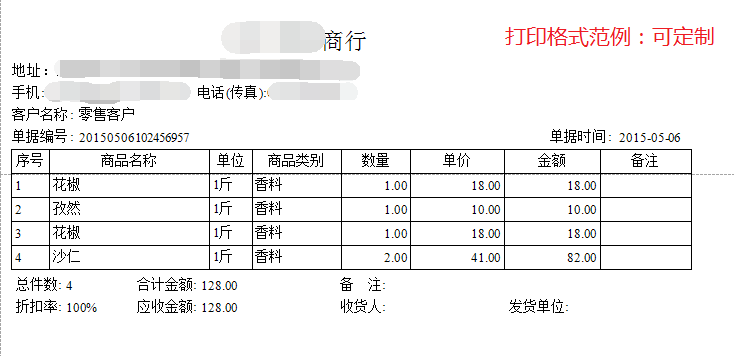 商行
打印格式范例：可定制
地址：
手机: 电话(传真):
客户名称: 零售客户
单据编号: 20150506102456957 单据时间: 2015-05-06
序号 商品名称 单位 商品类别 数量 单价 金额 备注
1 花椒 1斤 香料 1.00 18.00 18.00
2 孜然 1斤 香料 1.00 10.00 10.00
3 花椒 1斤 香料 1.00 18.00 18.00
4 沙仁 1斤 香料 2.00 41.00 82.00
总件数: 4 合计金额: 128.00 备 注:
折扣率: 100% 应收金额: 128.00 收货人: 发货单位: